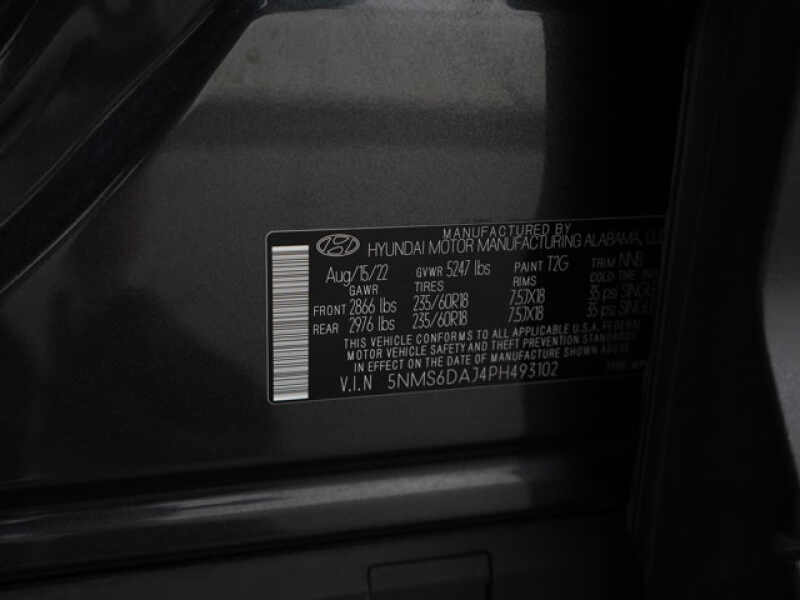 MANUFACTURED BY
HYUNDAI MOTOR MANUFACTURING ALABAMA,
Aug/15/22 GVWR 5247 lbs PAINT T2G TRIM NNB
GAWR TIRES RIMS COLD TIRE
FRONT 2866 lbs 235/60R18 7.5JX18 35 psi SINGLE
REAR 2976 lbs 235/60R18 7.5JX18 35 psi SINGLE
THIS VEHICLE CONFORMS TO ALL APPLICABLE U.S.A. FEDERAL
MOTOR VEHICLE SAFETY AND THEFT PREVENTION STANDARDS
IN EFFECT ON THE DATE OF MANUFACTURE SHOWN ABOVE.
V.I.N 5NMS6DAJ4PH493102